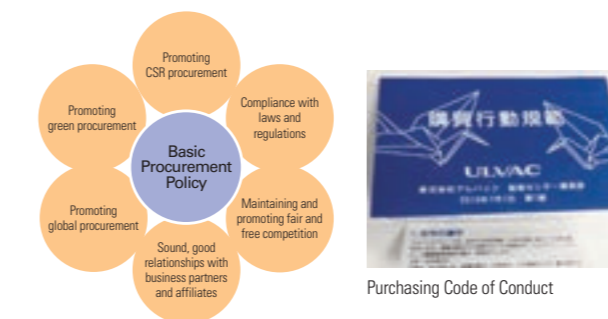 Promoting
CSR procurement
Compliance with
laws and
regulations
Maintaining and
promoting fair and
free competition
Sound, good
relationships with
business partners
and affiliates
Promoting
global procurement
Promoting
green procurement
Basic
Procurement
Policy
購買行動規範
ULVAC
Purchasing Code of Conduct